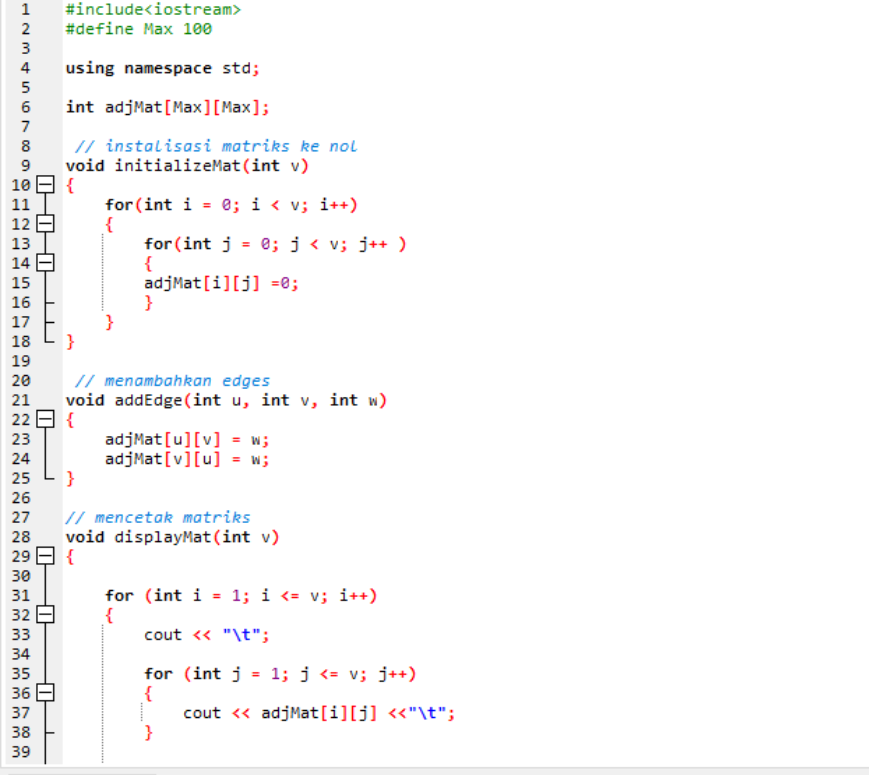 1 #include<iostream>
2 #define Max 100
3
4 using namespace std;
5
6 int adjMat[Max][Max];
7
8 // instalisasi matriks ke nol
9 void initializeMat(int v)
10 {
11 for(int i = 0; i < v; i++)
12 {
13 for(int j = 0; j < v; j++ )
14 {
15 adjMat[i][j] =0;
16 }
17 }
18 }
19
20 // menambahkan edges
21 void addEdge(int u, int v, int w)
22 {
23 adjMat[u][v] = w;
24 adjMat[v][u] = w;
25 }
26
27 // mencetak matriks
28 void displayMat(int v)
29 {
30
31 for (int i = 1; i <= v; i++)
32 {
33 cout << "\t";
34
35 for (int j = 1; j <= v; j++)
36 {
37 cout << adjMat[i][j] <<"\t";
38 }
39